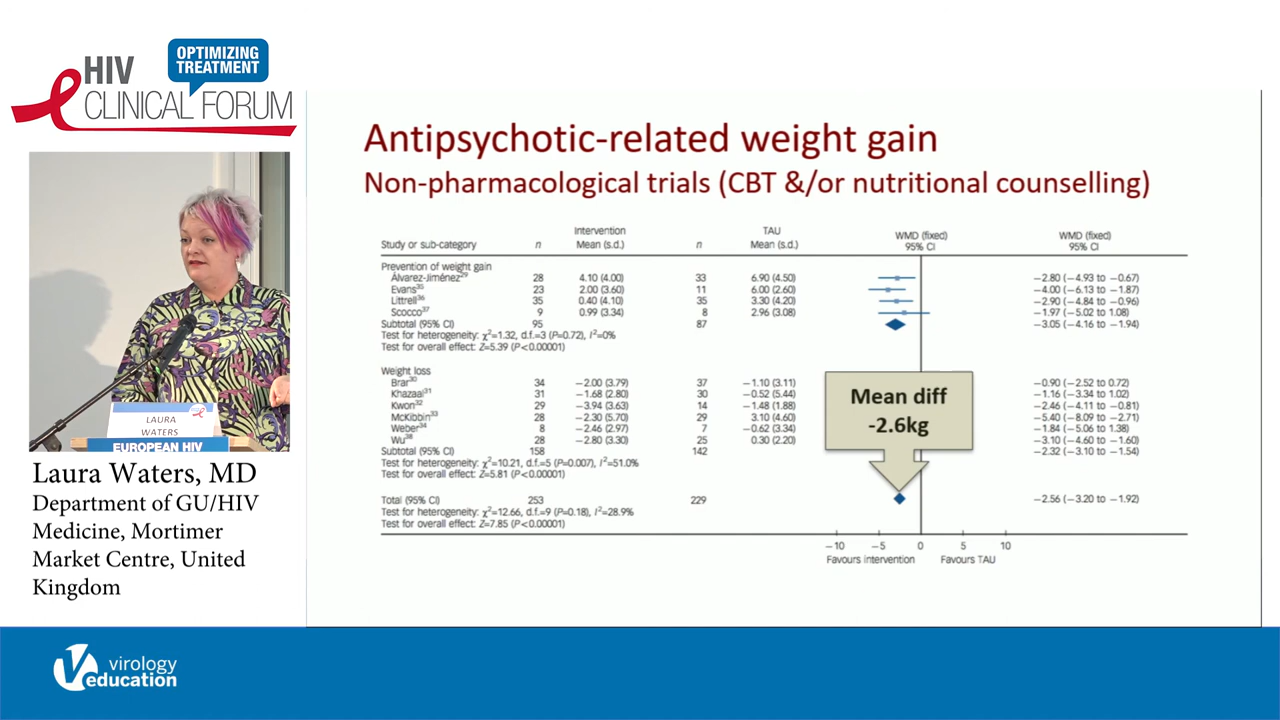 OPTIMIZING
TREATMENT
HIV
CLINICAL FORUM
LAURA
WATERS
EUROPEAN HIV
Laura Waters, MD
Department of GU/HIV
Medicine, Mortimer
Market Centre, United
Kingdom
Antipsychotic-related weight gain
Non-pharmacological trials (CBT &/or nutritional counselling)
Intervention TAU WMD (fixed) WMD (fixed)
Study or sub-category n Mean (s.d.) n Mean (s.d.) 95% CI 95% CI
Prevention of weight gain
Álvarez-Jiménez29 28 4.10 (4.00) 33 6.90 (4.50) −2.80 (−4.93 to −0.67)
Evans35 23 2.00 (3.60) 11 6.00 (2.60) −4.00 (−6.13 to −1.87)
Littrell36 35 0.40 (4.10) 35 3.30 (4.20) −2.90 (−4.84 to −0.96)
Scocco37 9 0.99 (3.34) 8 2.96 (3.08) −1.97 (−5.02 to 1.08)
Subtotal (95% CI) 95 87 −3.05 (−4.16 to −1.94)
Test for heterogeneity: χ²=1.32, d.f.=3 (P=0.72), I²=0%
Test for overall effect: Z=5.39 (P<0.00001)
Weight loss
Brar30 34 −2.00 (3.79) 37 −1.10 (3.11) −0.90 (−2.52 to 0.72)
Khazaal31 31 −1.68 (2.80) 30 −0.52 (5.44) −1.16 (−3.34 to 1.02)
Kwon32 29 −3.94 (3.63) 14 −1.48 (1.88) −2.46 (−4.11 to −0.81)
McKibbin33 28 −2.30 (5.70) 29 3.10 (4.60) −5.40 (−8.09 to −2.71)
Weber34 8 −2.46 (2.97) 7 −0.62 (3.34) −1.84 (−5.06 to 1.38)
Wu38 28 −2.80 (3.30) 25 0.30 (2.20) −3.10 (−4.60 to −1.60)
Subtotal (95% CI) 158 142 −2.32 (−3.10 to −1.54)
Test for heterogeneity: χ²=10.21, d.f.=5 (P=0.007), I²=51.0%
Test for overall effect: Z=5.81 (P<0.00001)
Mean diff
-2.6kg
Total (95% CI) 253 229 −2.56 (−3.20 to −1.92)
Test for heterogeneity: χ²=12.66, d.f.=9 (P=0.18), I²=28.9%
Test for overall effect: Z=7.85 (P<0.00001)
−10 −5 0 5 10
Favours intervention Favours TAU
virology
education